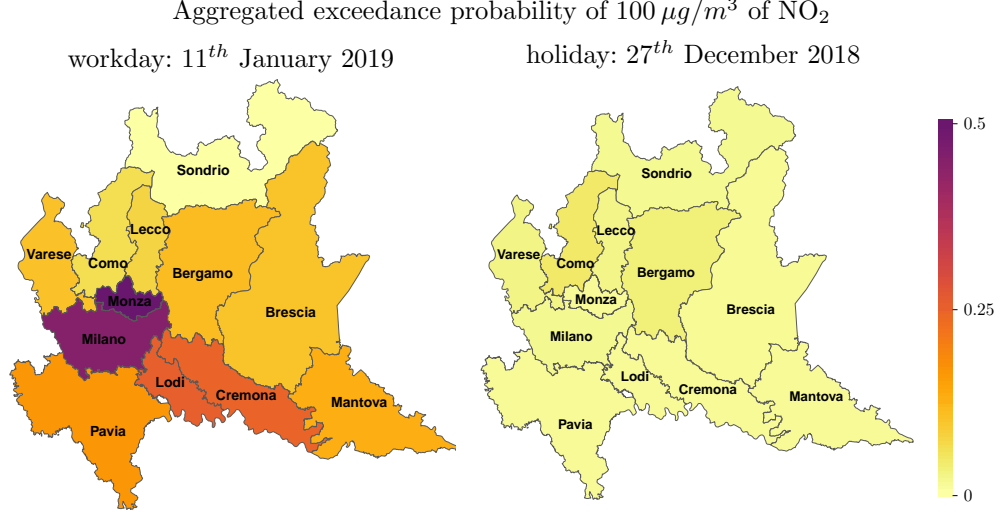 Aggregated exceedance probability of 100 μg/m³ of NO₂
workday: 11ᵗʰ January 2019
holiday: 27ᵗʰ December 2018
Sondrio
Lecco
Varese
Como
Bergamo
Monza
Brescia
Milano
Lodi
Cremona
Mantova
Pavia
Sondrio
Lecco
Varese
Como
Bergamo
Monza
Brescia
Milano
Lodi
Cremona
Mantova
Pavia
0.5
0.25
0